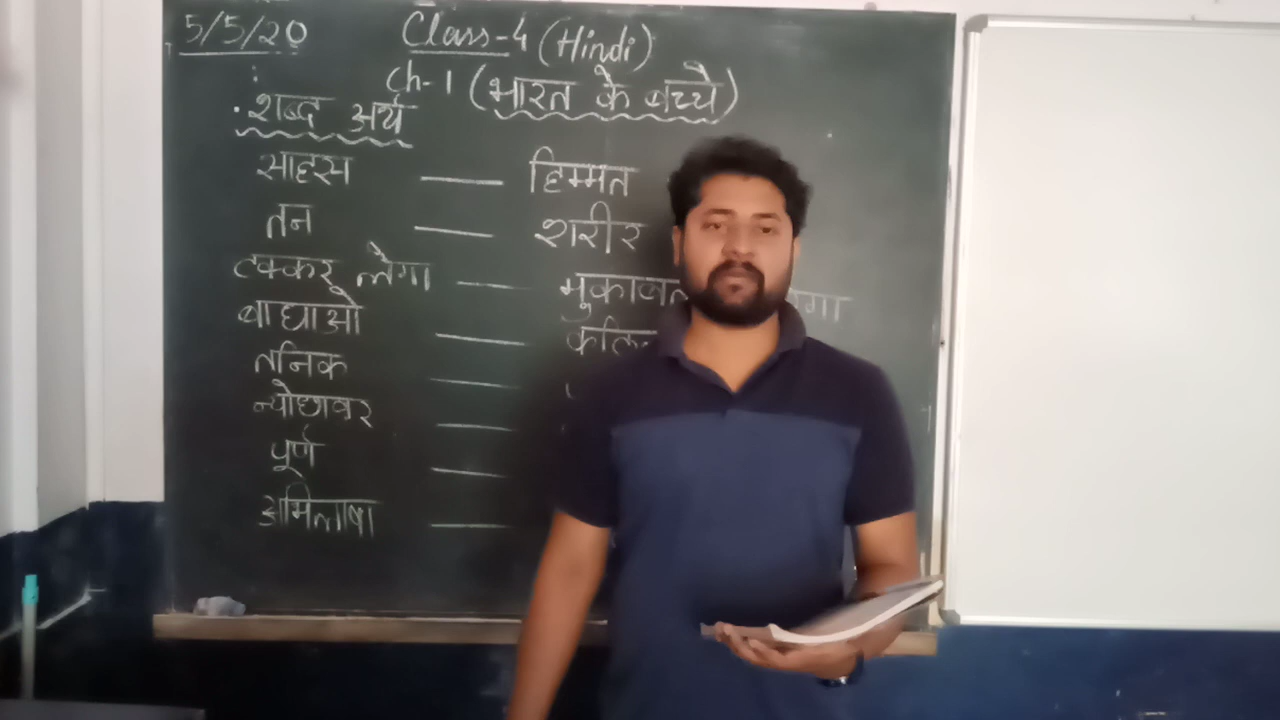 5/5/20 Class-4 (Hindi)
Ch-1 (भारत के बच्चे)
शब्द अर्थ
साहस — हिम्मत
तन — शरीर
टक्कर लेगा —
बाधाओ —
तनिक —
न्योछावर —
पूर्ण —
अभिलाषा —